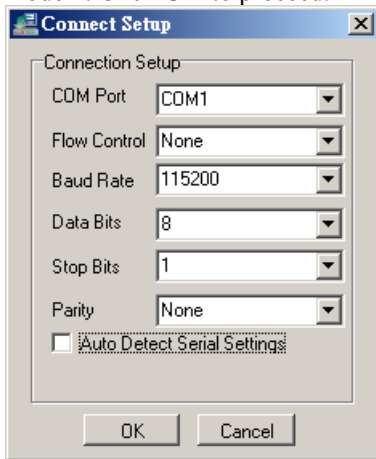 Connect Setup
Connection Setup
COM Port COM1
Flow Control None
Baud Rate 115200
Data Bits 8
Stop Bits 1
Parity None
Auto Detect Serial Settings
OK Cancel